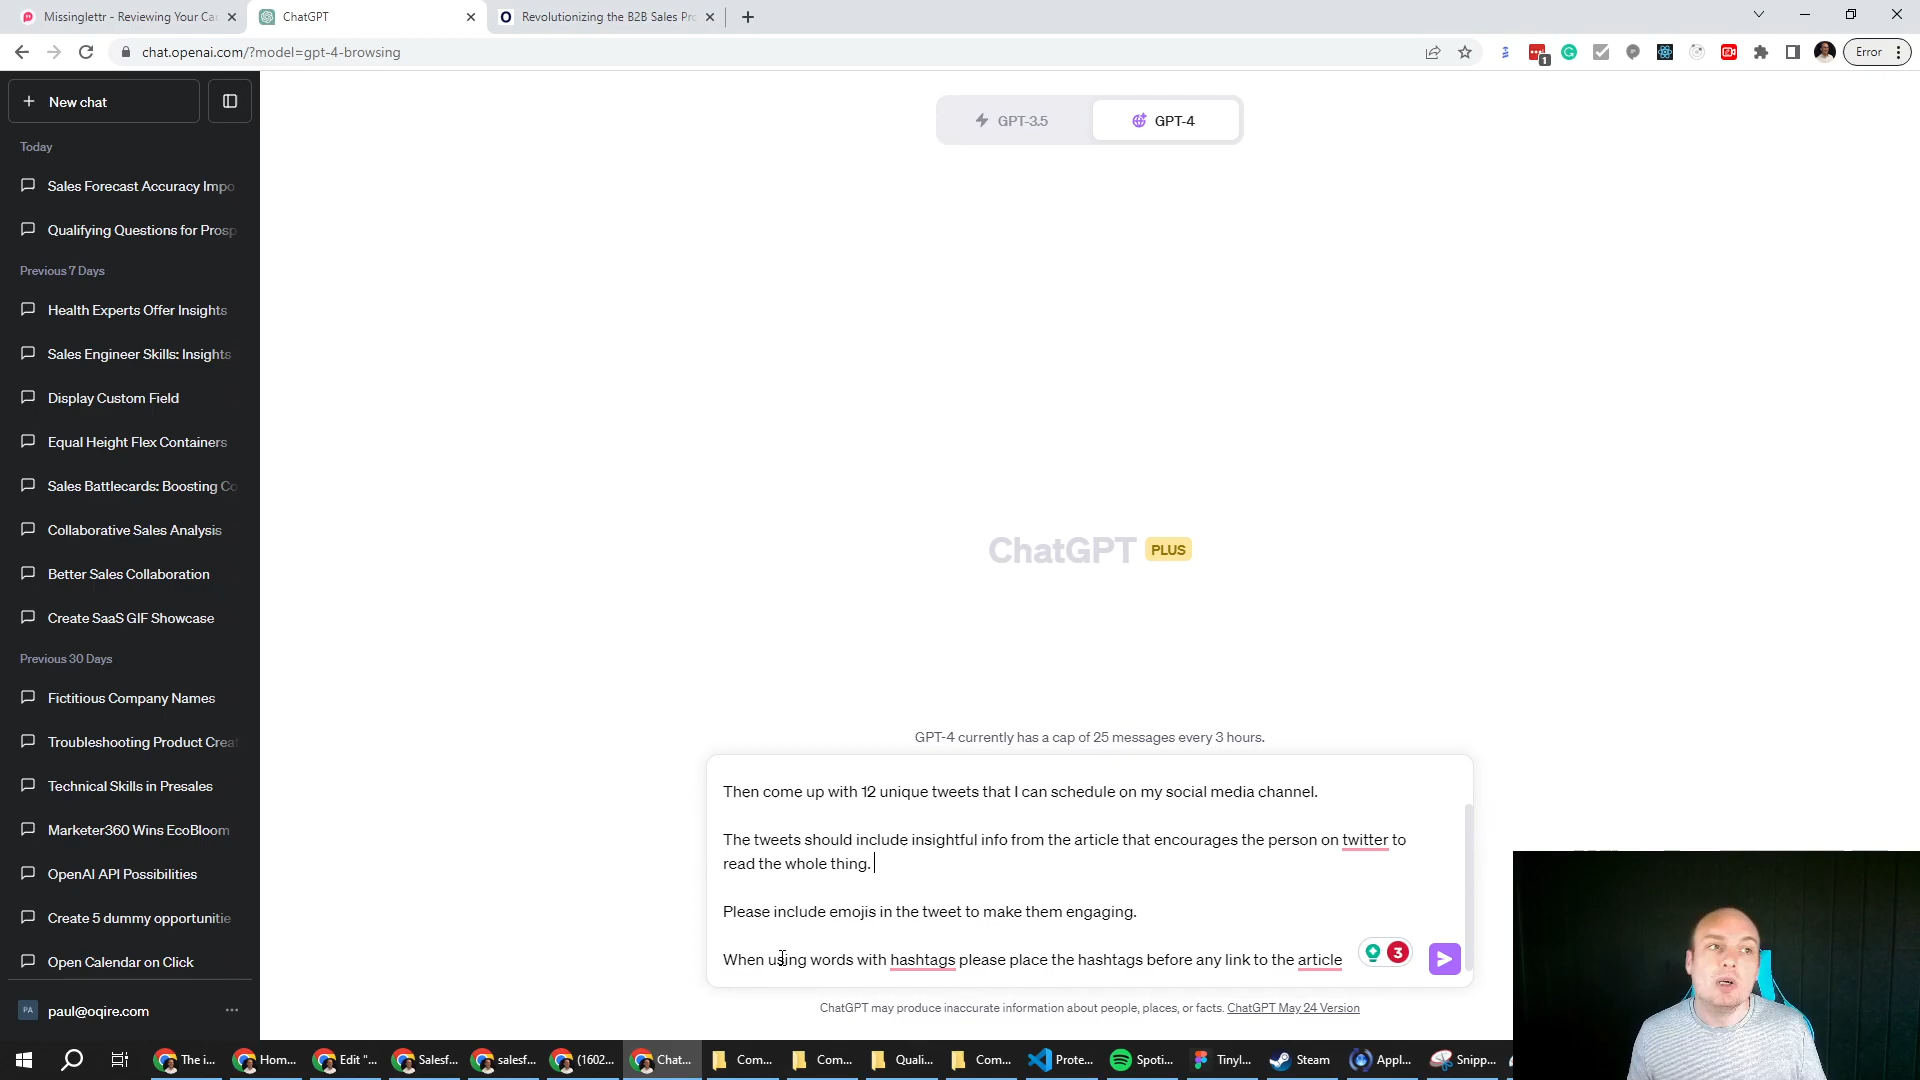 Missinglettr - Reviewing Your Ca
ChatGPT
Revolutionizing the B2B Sales Pr
chat.openai.com/?model=gpt-4-browsing
1
Error
New chat
GPT-3.5
GPT-4
Today
Sales Forecast Accuracy Impo
Qualifying Questions for Prosp
Previous 7 Days
Health Experts Offer Insights
Sales Engineer Skills: Insights
Display Custom Field
Equal Height Flex Containers
Sales Battlecards: Boosting Co
Collaborative Sales Analysis
Better Sales Collaboration
Create SaaS GIF Showcase
Previous 30 Days
Fictitious Company Names
Troubleshooting Product Creat
Technical Skills in Presales
Marketer360 Wins EcoBloom
OpenAI API Possibilities
Create 5 dummy opportunitie
Open Calendar on Click
PA
paul@oqire.com
ChatGPT PLUS
GPT-4 currently has a cap of 25 messages every 3 hours.
Then come up with 12 unique tweets that I can schedule on my social media channel.
The tweets should include insightful info from the article that encourages the person on twitter to
read the whole thing.
Please include emojis in the tweet to make them engaging.
When using words with hashtags please place the hashtags before any link to the article
3
ChatGPT may produce inaccurate information about people, places, or facts. ChatGPT May 24 Version
The i...
Hom...
Edit "...
Salesf...
salesf...
(1602...
Chat...
Com...
Com...
Quali...
Com...
Prote...
Spoti...
Tinyl...
Steam
Appl...
Snipp...